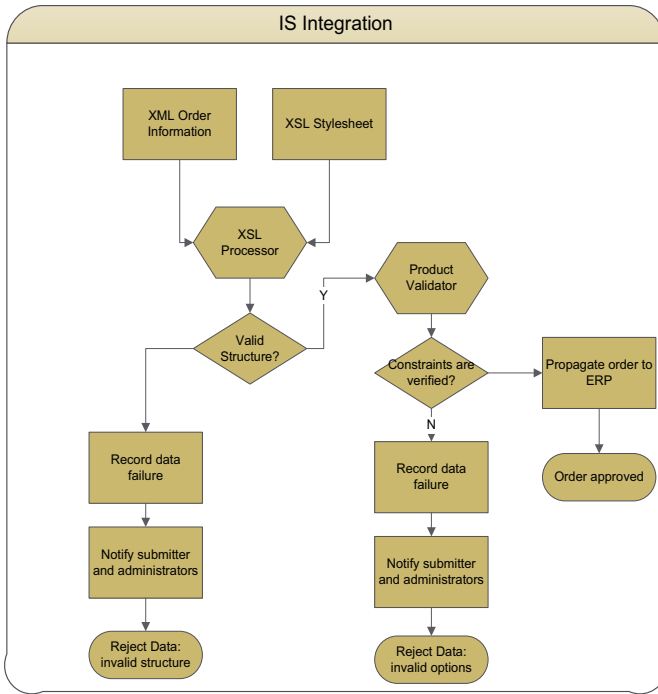 IS Integration
XML Order
Information
XSL Stylesheet
XSL
Processor
Product
Validator
Y
Valid
Structure?
Constraints are
verified?
Propagate order to
ERP
N
Record data
failure
Record data
failure
Order approved
Notify submitter
and administrators
Notify submitter
and administrators
Reject Data:
invalid structure
Reject Data:
invalid options